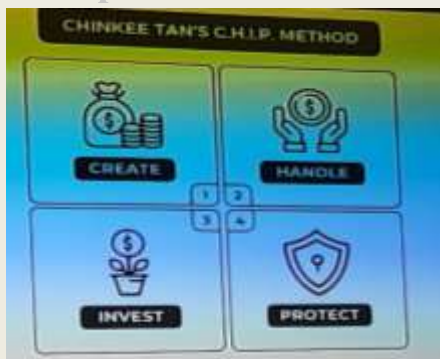 CHINKEE TAN'S C.H.I.P. METHOD
CREATE
HANDLE
1 2
3 4
INVEST
PROTECT